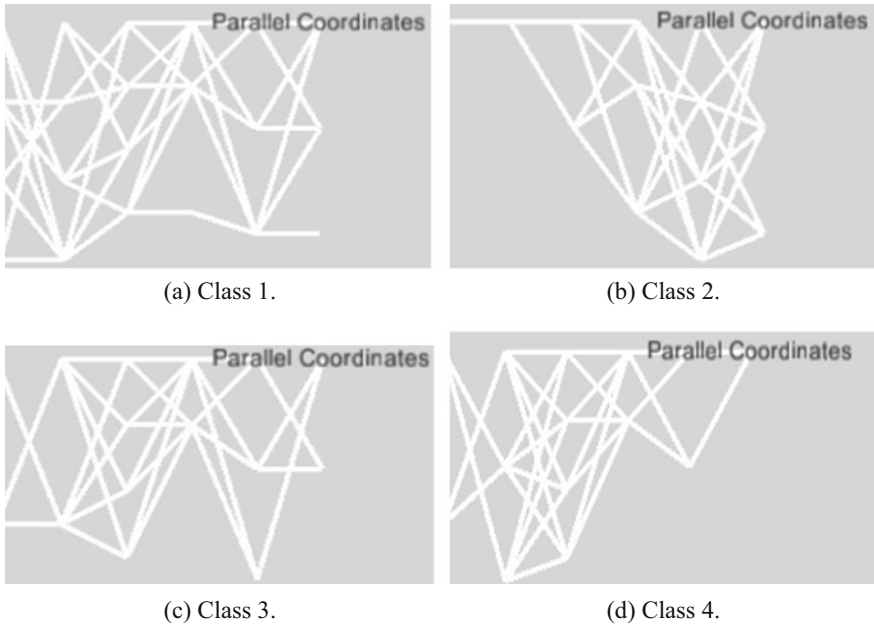 Parallel Coordinates
Parallel Coordinates
(a) Class 1.
(b) Class 2.
Parallel Coordinates
Parallel Coordinates
(c) Class 3.
(d) Class 4.